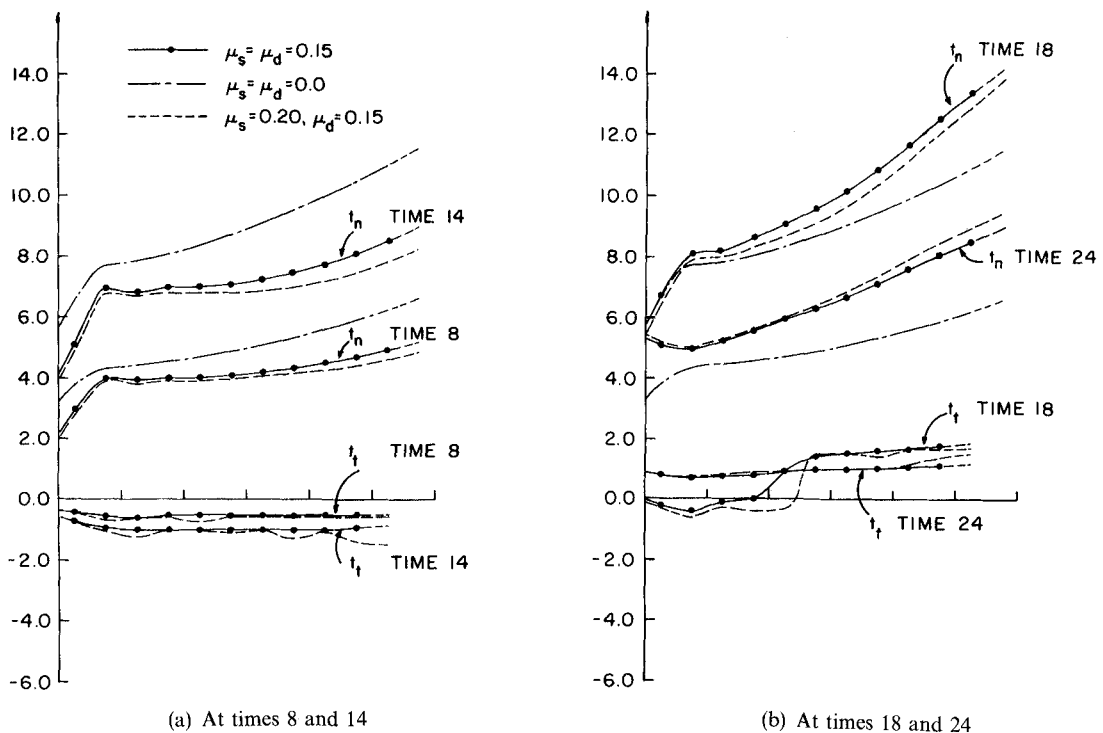 μs = μd = 0.15
μs = μd = 0.0
μs = 0.20, μd = 0.15
14.0
12.0
10.0
8.0
6.0
4.0
2.0
0.0
-2.0
-4.0
-6.0
tn TIME 14
tn TIME 8
tt TIME 8
tt TIME 14
(a) At times 8 and 14
14.0
12.0
10.0
8.0
6.0
4.0
2.0
0.0
-2.0
-4.0
-6.0
tn TIME 18
tn TIME 24
tt TIME 18
tt TIME 24
(b) At times 18 and 24